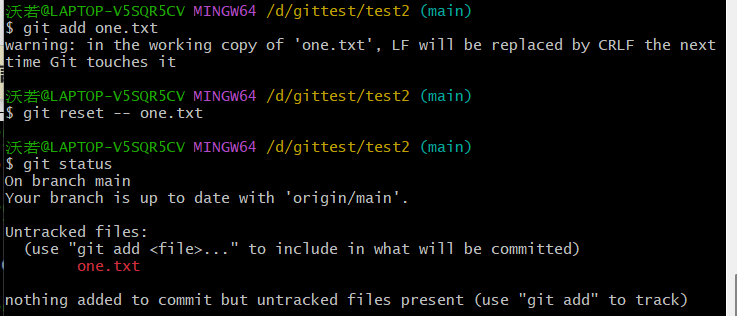 沃若@LAPTOP-V5SQR5CV MINGW64 /d/gittest/test2 (main)
$ git add one.txt
warning: in the working copy of 'one.txt', LF will be replaced by CRLF the next
time Git touches it
沃若@LAPTOP-V5SQR5CV MINGW64 /d/gittest/test2 (main)
$ git reset -- one.txt
沃若@LAPTOP-V5SQR5CV MINGW64 /d/gittest/test2 (main)
$ git status
On branch main
Your branch is up to date with 'origin/main'.
Untracked files:
  (use "git add <file>..." to include in what will be committed)
        one.txt
nothing added to commit but untracked files present (use "git add" to track)